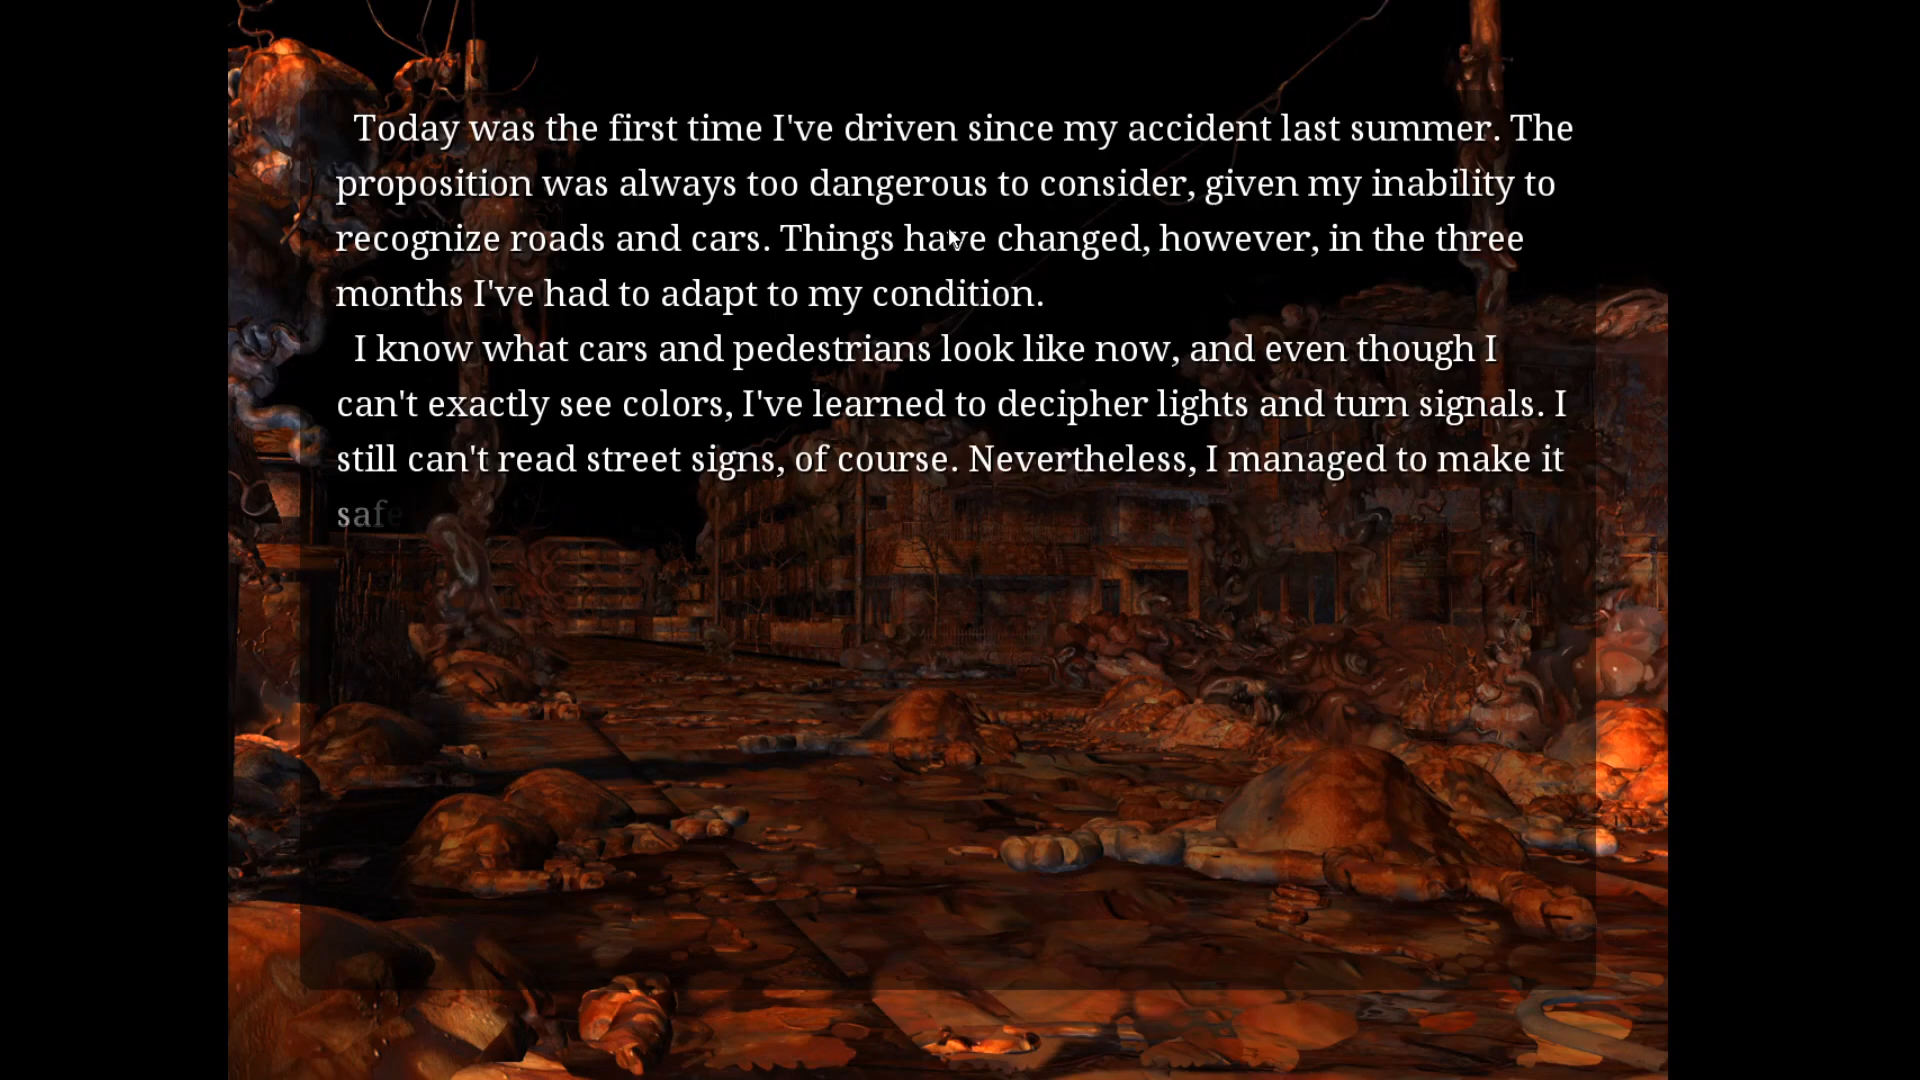 Today was the first time I've driven since my accident last summer. The
proposition was always too dangerous to consider, given my inability to
recognize roads and cars. Things have changed, however, in the three
months I've had to adapt to my condition.
I know what cars and pedestrians look like now, and even though I
can't exactly see colors, I've learned to decipher lights and turn signals. I
still can't read street signs, of course. Nevertheless, I managed to make it
safe